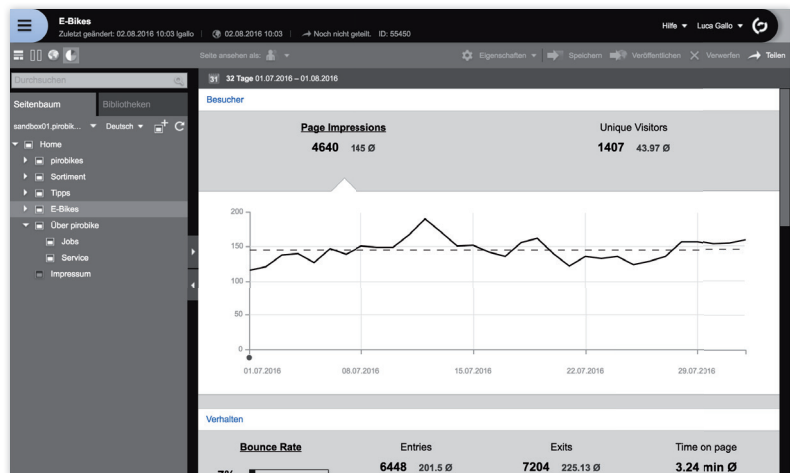 E-Bikes
Zuletzt geändert: 02.08.2016 10:03 lgallo
02.08.2016 10:03
Noch nicht geteilt. ID: 55450
Hilfe
Luca Gallo
Seite ansehen als:
Eigenschaften
Speichern
Veröffentlichen
Verwerfen
Teilen
Durchsuchen
31 32 Tage 01.07.2016 – 01.08.2016
Seitenbaum
Bibliotheken
Besucher
sandbox01.pirobik...
Deutsch
Home
pirobikes
Sortiment
Tipps
E-Bikes
Über pirobike
Jobs
Service
Impressum
Page Impressions
4640 145 Ø
Unique Visitors
1407 43.97 Ø
200
150
100
50
0
01.07.2016
08.07.2016
15.07.2016
22.07.2016
29.07.2016
Verhalten
Bounce Rate
7%
Entries
6448 201.5 Ø
Exits
7204 225.13 Ø
Time on page
3.24 min Ø